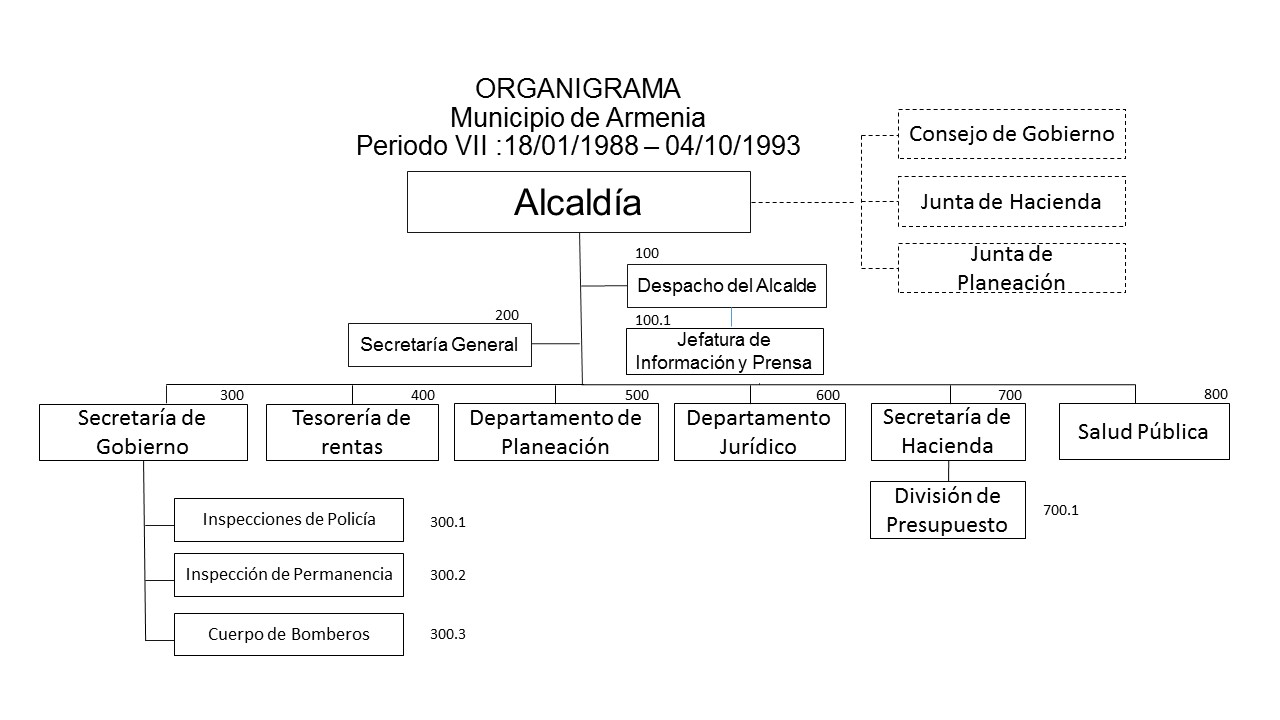 ORGANIGRAMA
Municipio de Armenia
Periodo VII :18/01/1988 – 04/10/1993
Alcaldía
Consejo de Gobierno
Junta de Hacienda
Junta de
Planeación
100
Despacho del Alcalde
100.1
Jefatura de
Información y Prensa
200
Secretaría General
300
Secretaría de
Gobierno
400
Tesorería de
rentas
500
Departamento de
Planeación
600
Departamento
Jurídico
700
Secretaría de
Hacienda
800
Salud Pública
Inspecciones de Policía
300.1
Inspección de Permanencia
300.2
Cuerpo de Bomberos
300.3
División de
Presupuesto
700.1